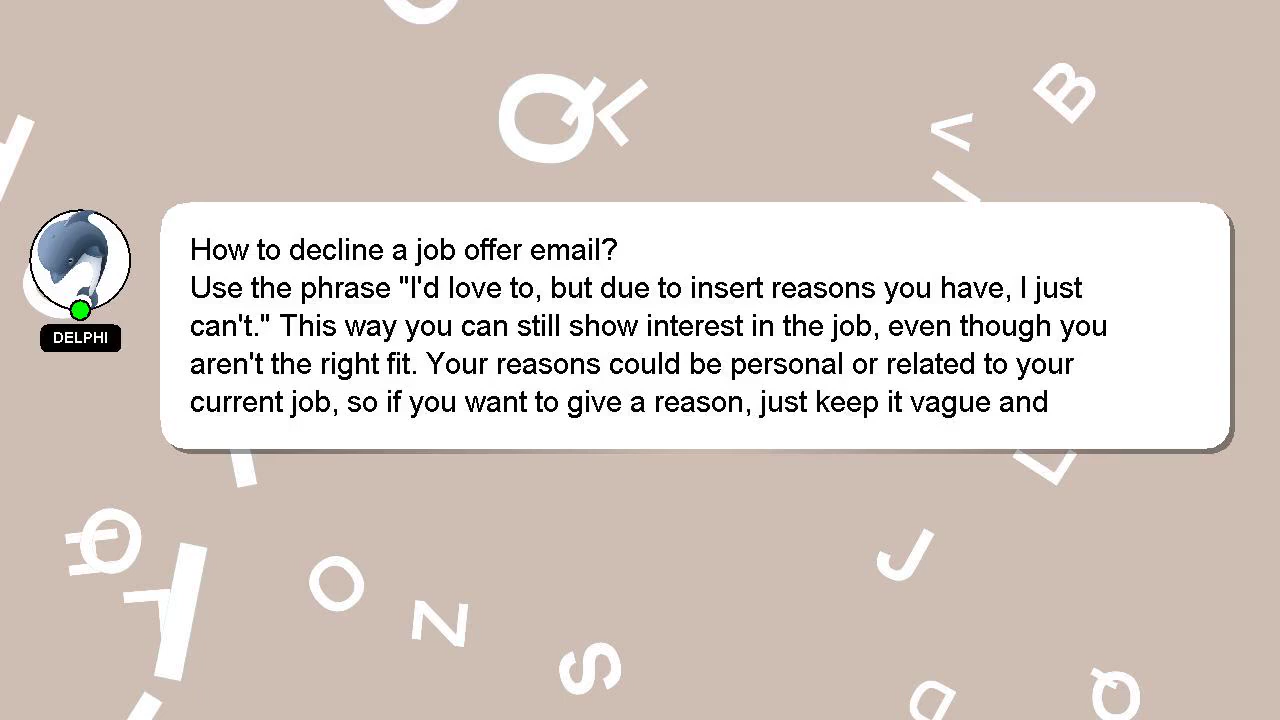 How to decline a job offer email?
Use the phrase "I'd love to, but due to insert reasons you have, I just
can't." This way you can still show interest in the job, even though you
aren't the right fit. Your reasons could be personal or related to your
current job, so if you want to give a reason, just keep it vague and
DELPHI